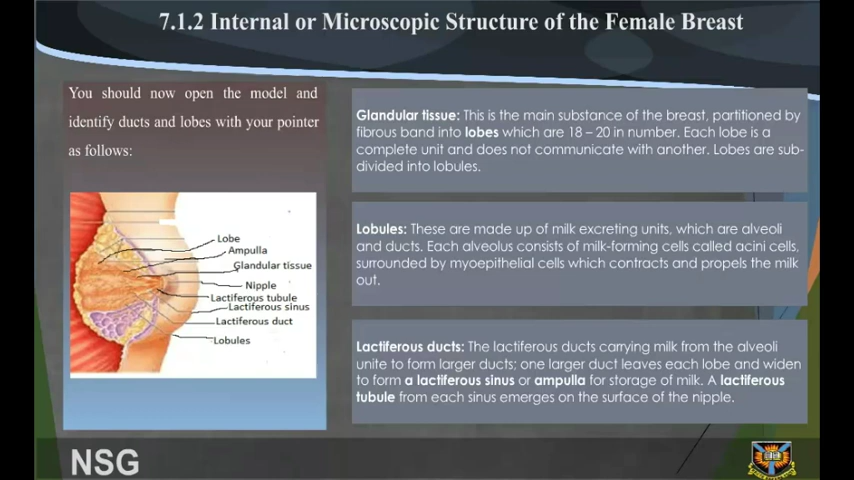 7.1.2 Internal or Microscopic Structure of the Female Breast
You should now open the model and
identify ducts and lobes with your pointer
as follows:
Lobe
Ampulla
Glandular tissue
Nipple
Lactiferous tubule
Lactiferous sinus
Lactiferous duct
Lobules
Glandular tissue: This is the main substance of the breast, partitioned by
fibrous band into lobes which are 18 – 20 in number. Each lobe is a
complete unit and does not communicate with another. Lobes are sub-
divided into lobules.
Lobules: These are made up of milk excreting units, which are alveoli
and ducts. Each alveolus consists of milk-forming cells called acini cells,
surrounded by myoepithelial cells which contracts and propels the milk
out.
Lactiferous ducts: The lactiferous ducts carrying milk from the alveoli
unite to form larger ducts; one larger duct leaves each lobe and widen
to form a lactiferous sinus or ampulla for storage of milk. A lactiferous
tubule from each sinus emerges on the surface of the nipple.
NSG